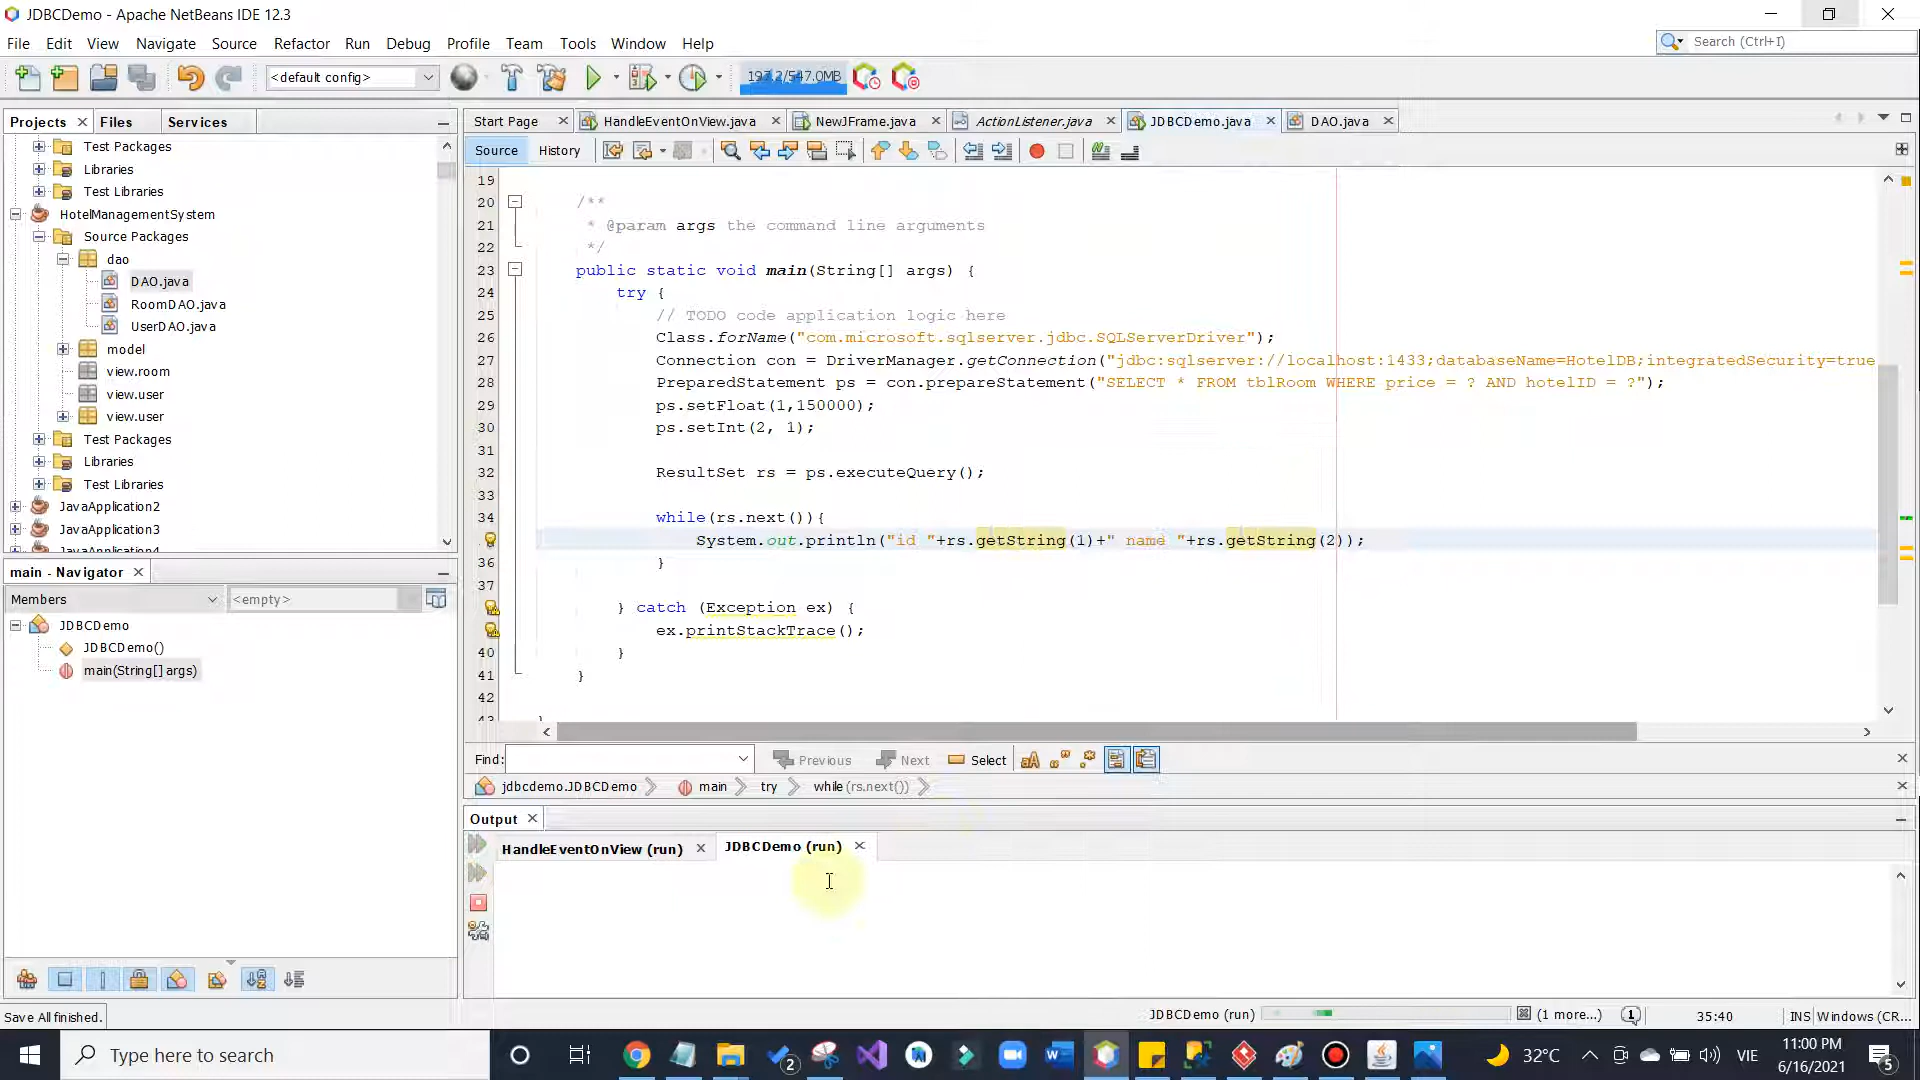 JDBCDemo - Apache NetBeans IDE 12.3
File Edit View Navigate Source Refactor Run Debug Profile Team Tools Window Help
Search (Ctrl+I)
<default config>
197.2/547.0MB
Projects Files Services
Start Page HandleEventOnView.java NewJFrame.java ActionListener.java JDBCDemo.java DAO.java
Source History
Test Packages
Libraries
Test Libraries
HotelManagementSystem
Source Packages
dao
DAO.java
RoomDAO.java
UserDAO.java
model
view.room
view.user
view.user
Test Packages
Libraries
Test Libraries
JavaApplication2
JavaApplication3
JavaApplication4
main - Navigator
Members <empty>
JDBCDemo
JDBCDemo()
main(String[] args)
19
20 /**
21 * @param args the command line arguments
22 */
23 public static void main(String[] args) {
24 try {
25 // TODO code application logic here
26 Class.forName("com.microsoft.sqlserver.jdbc.SQLServerDriver");
27 Connection con = DriverManager.getConnection("jdbc:sqlserver://localhost:1433;databaseName=HotelDB;integratedSecurity=true
28 PreparedStatement ps = con.prepareStatement("SELECT * FROM tblRoom WHERE price = ? AND hotelID = ?");
29 ps.setFloat(1,150000);
30 ps.setInt(2, 1);
31
32 ResultSet rs = ps.executeQuery();
33
34 while(rs.next()){
System.out.println("id "+rs.getString(1)+" name "+rs.getString(2));
36 }
37
} catch (Exception ex) {
ex.printStackTrace();
40 }
41 }
42
43 }
Find: Previous Next Select
jdbcdemo.JDBCDemo main try while (rs.next())
Output
HandleEventOnView (run) JDBCDemo (run)
Save All finished.
JDBCDemo (run) (1 more...) 1 35:40 INS Windows (CR...
Type here to search
2
32°C
VIE
11:00 PM
6/16/2021
5